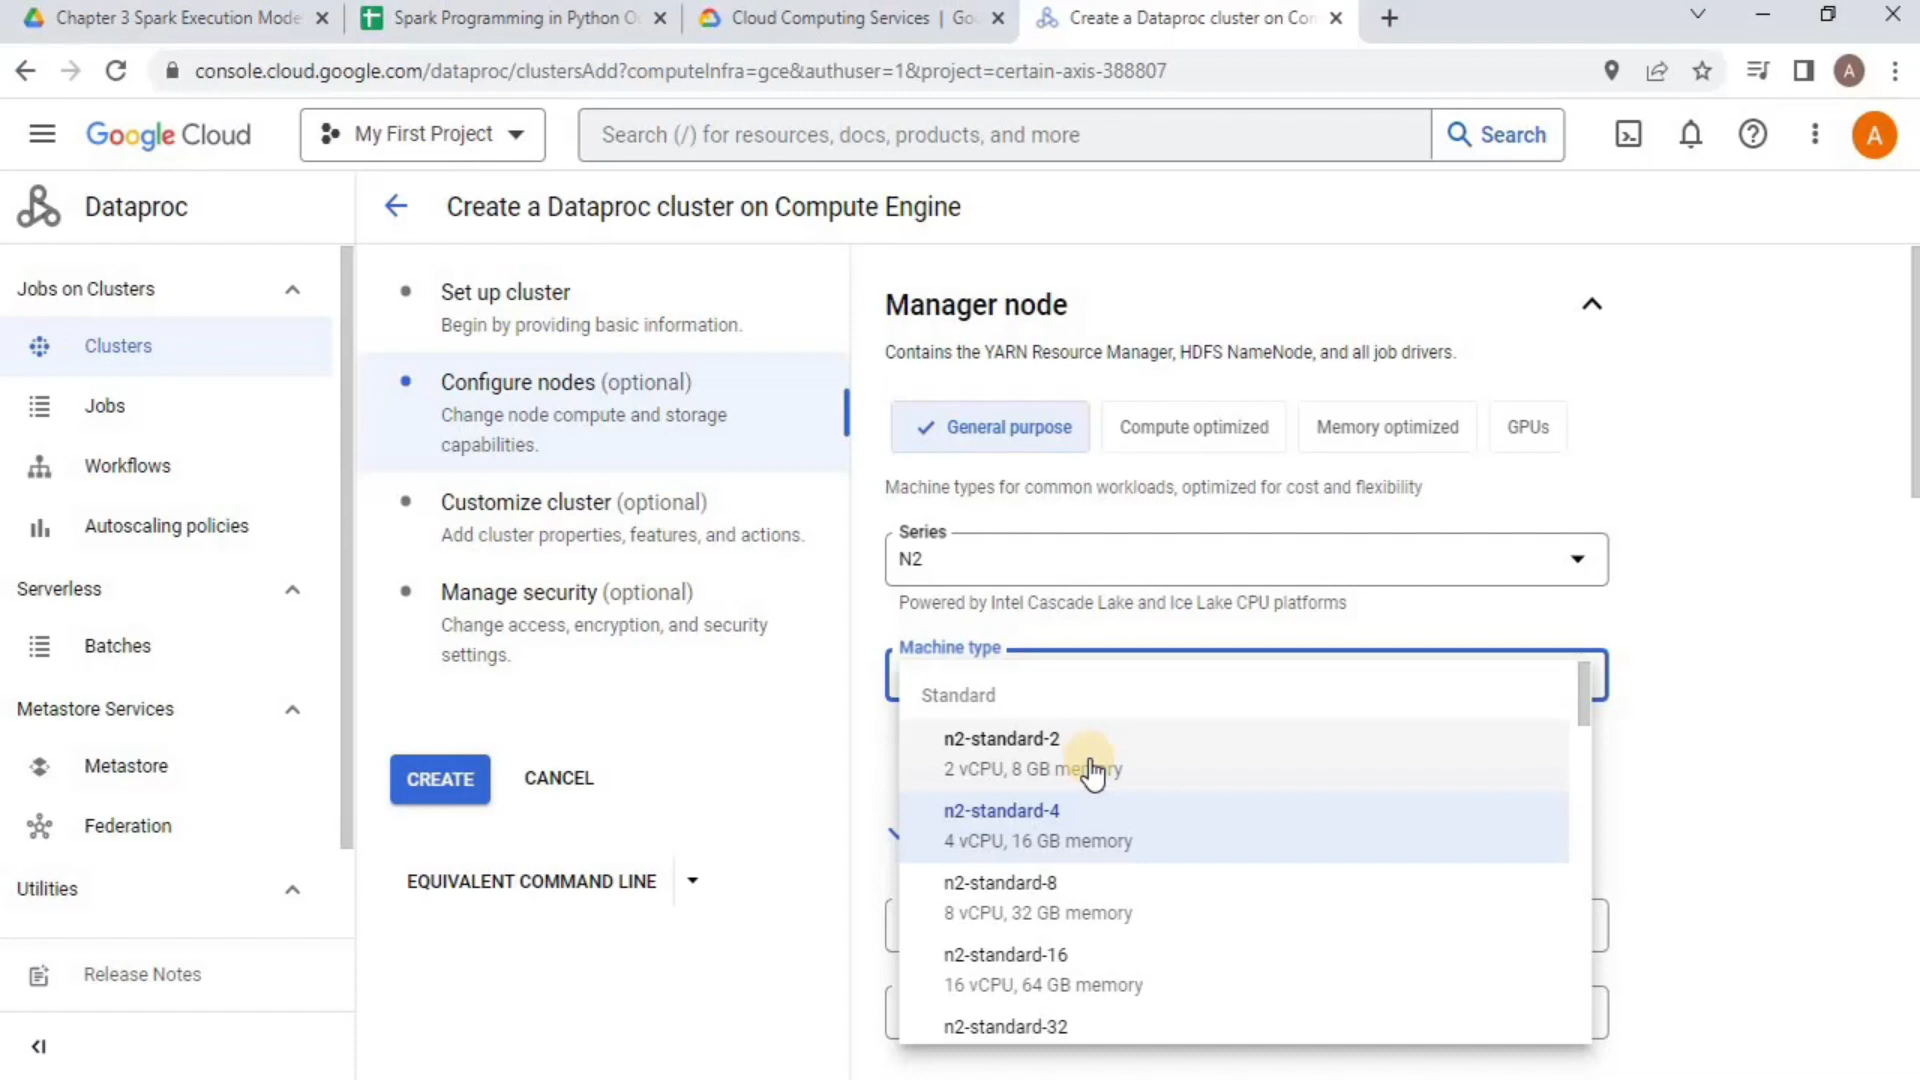 Chapter 3 Spark Execution Mode
Spark Programming in Python O
Cloud Computing Services | Go
Create a Dataproc cluster on Com
console.cloud.google.com/dataproc/clustersAdd?computeInfra=gce&authuser=1&project=certain-axis-388807
A
Google Cloud
My First Project
Search (/) for resources, docs, products, and more
Search
A
Dataproc
Create a Dataproc cluster on Compute Engine
Jobs on Clusters
Clusters
Jobs
Workflows
Autoscaling policies
Serverless
Batches
Metastore Services
Metastore
Federation
Utilities
Release Notes
Set up cluster
Begin by providing basic information.
Configure nodes (optional)
Change node compute and storage
capabilities.
Customize cluster (optional)
Add cluster properties, features, and actions.
Manage security (optional)
Change access, encryption, and security
settings.
CREATE
CANCEL
EQUIVALENT COMMAND LINE
Manager node
Contains the YARN Resource Manager, HDFS NameNode, and all job drivers.
General purpose
Compute optimized
Memory optimized
GPUs
Machine types for common workloads, optimized for cost and flexibility
Series
N2
Powered by Intel Cascade Lake and Ice Lake CPU platforms
Machine type
Standard
n2-standard-2
2 vCPU, 8 GB memory
n2-standard-4
4 vCPU, 16 GB memory
n2-standard-8
8 vCPU, 32 GB memory
n2-standard-16
16 vCPU, 64 GB memory
n2-standard-32